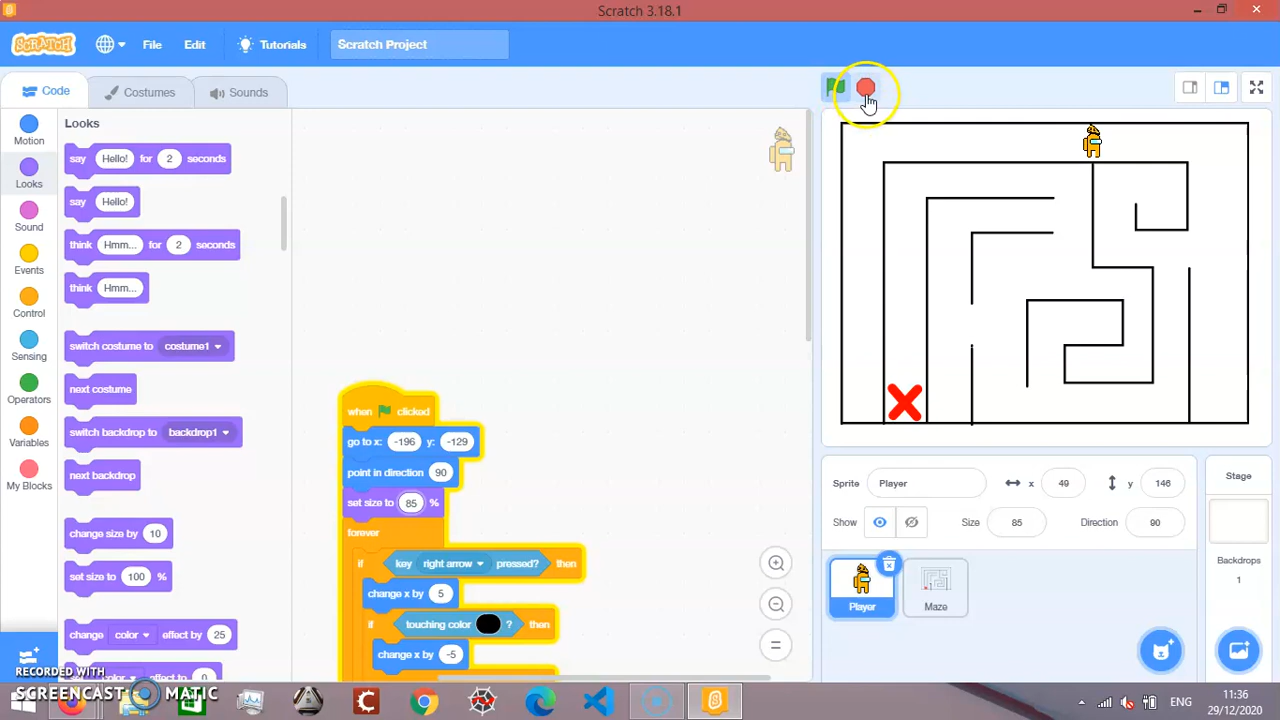 Scratch 3.18.1
SCRATCH
File
Edit
Tutorials
Scratch Project
Code
Costumes
Sounds
Motion
Looks
Sound
Events
Control
Sensing
Operators
Variables
My Blocks
Looks
say Hello! for 2 seconds
say Hello!
think Hmm... for 2 seconds
think Hmm...
switch costume to costume1
next costume
switch backdrop to backdrop1
next backdrop
change size by 10
set size to 100 %
change color effect by 25
when clicked
go to x: -196 y: -129
point in direction 90
set size to 85 %
forever
if key right arrow pressed? then
change x by 5
if touching color ? then
change x by -5
Sprite Player x 49 y 146
Show Size 85 Direction 90
Player
Maze
Stage
Backdrops
1
RECORDED WITH
SCREENCAST MATIC
ENG
11:36
29/12/2020